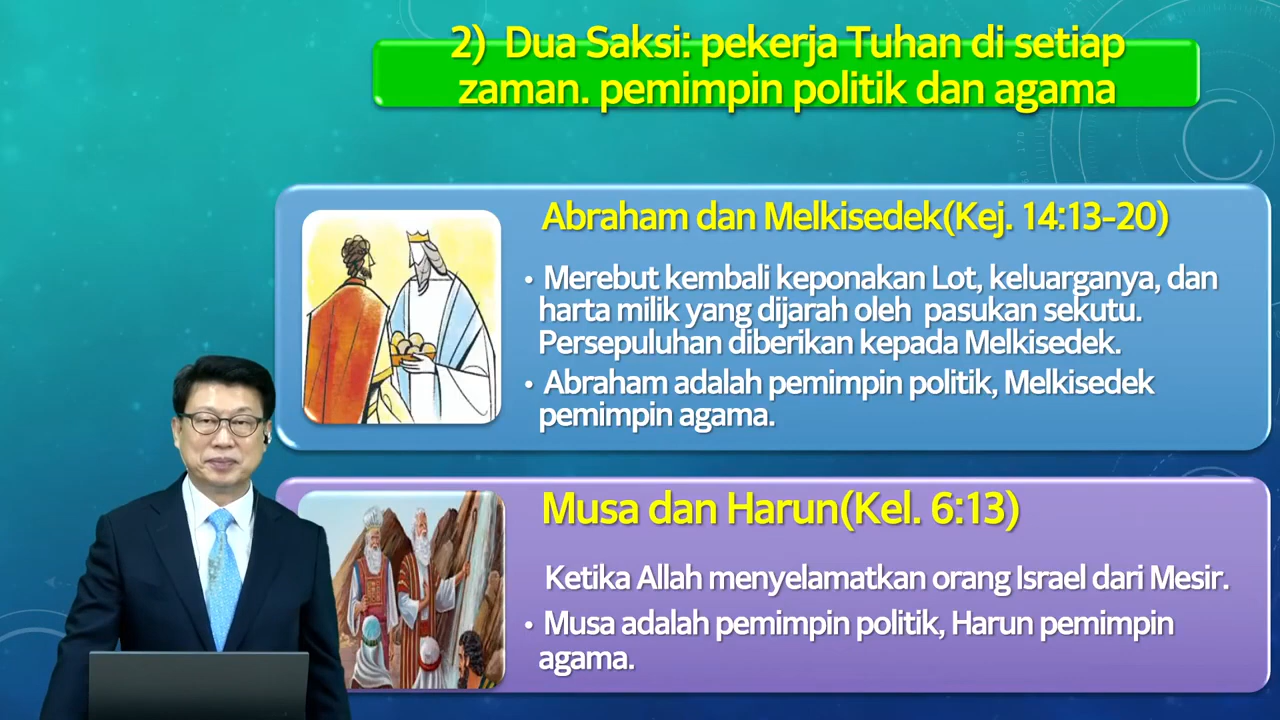 2) Dua Saksi: pekerja Tuhan di setiap
zaman. pemimpin politik dan agama
Abraham dan Melkisedek(Kej. 14:13-20)
• Merebut kembali keponakan Lot, keluarganya, dan
harta milik yang dijarah oleh pasukan sekutu.
Persepuluhan diberikan kepada Melkisedek.
• Abraham adalah pemimpin politik, Melkisedek
pemimpin agama.
Musa dan Harun(Kel. 6:13)
Ketika Allah menyelamatkan orang Israel dari Mesir.
• Musa adalah pemimpin politik, Harun pemimpin
agama.